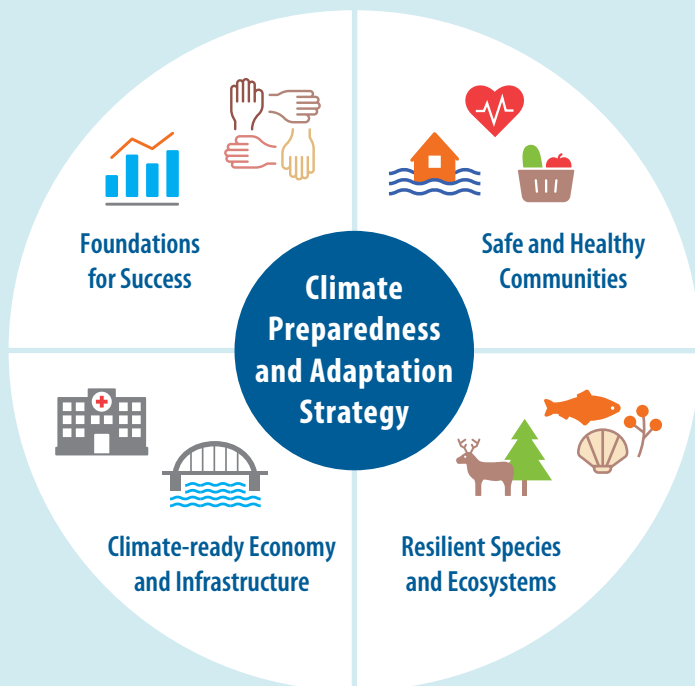 Foundations
for Success
Safe and Healthy
Communities
Climate
Preparedness
and Adaptation
Strategy
Climate-ready Economy
and Infrastructure
Resilient Species
and Ecosystems